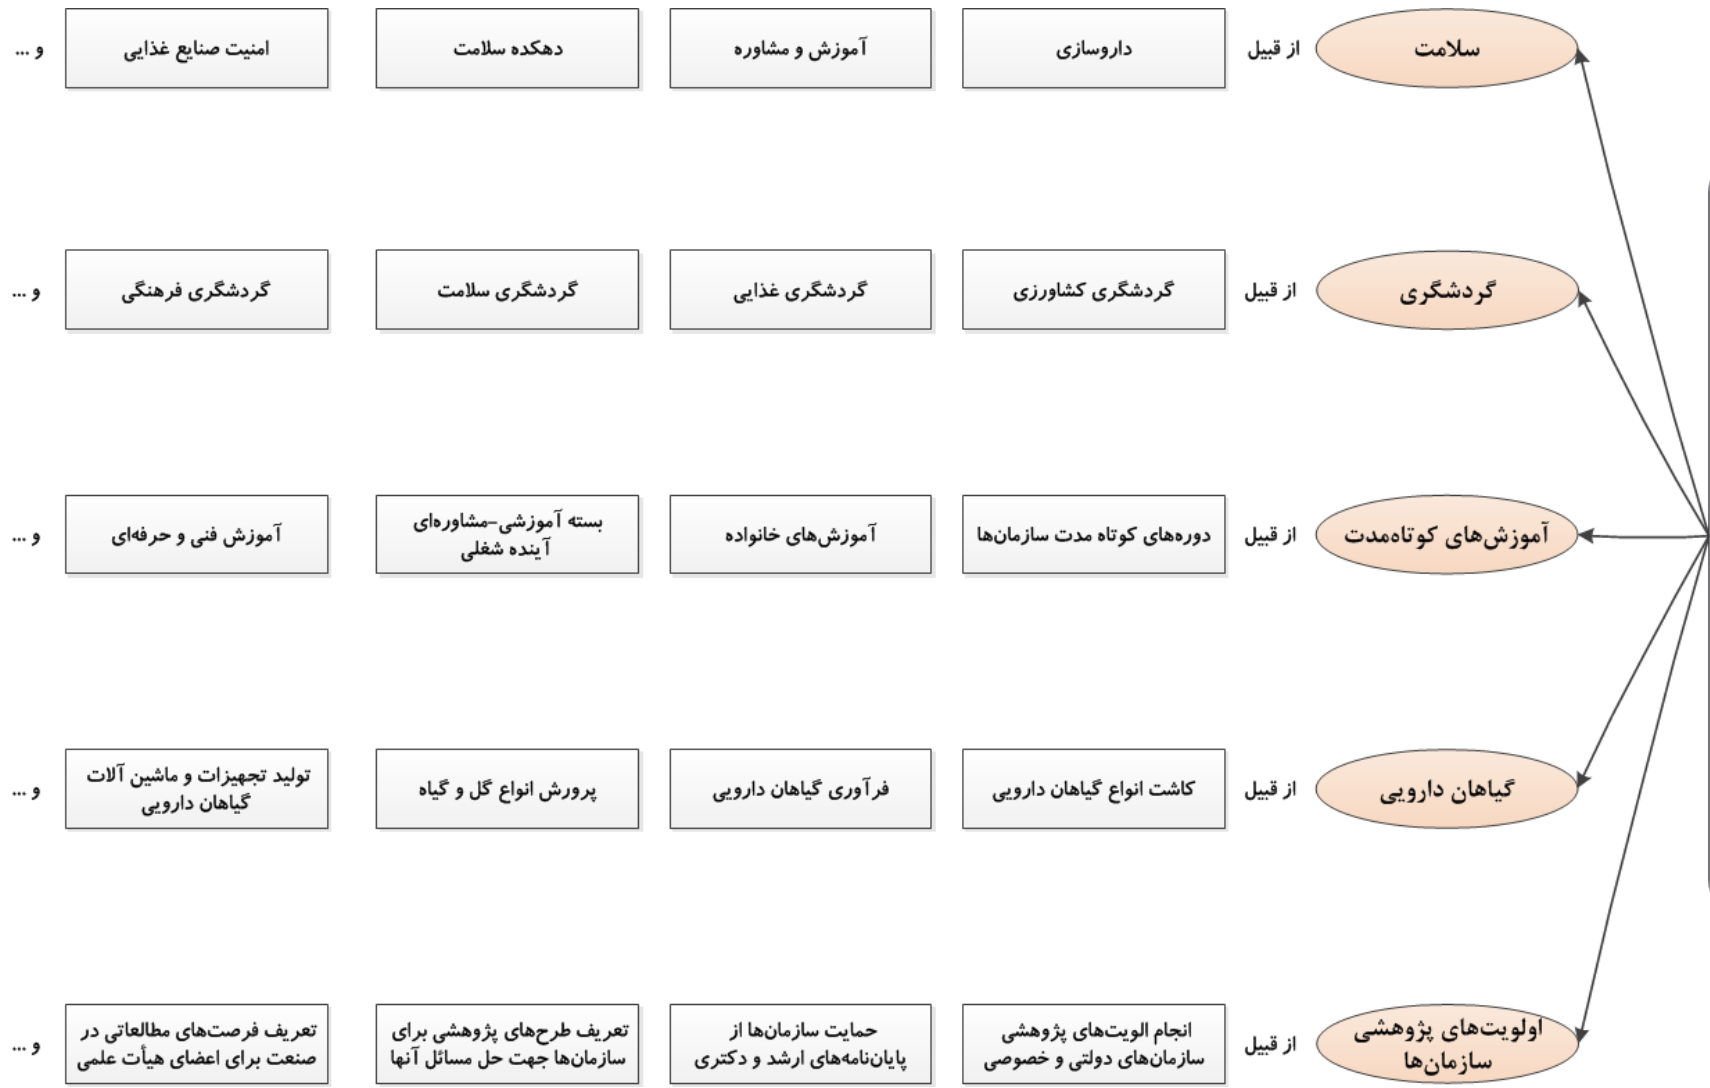 سلامت
از قبیل
داروسازی
آموزش و مشاوره
دهکده سلامت
امنیت صنایع غذایی
و ...
گردشگری
از قبیل
گردشگری کشاورزی
گردشگری غذایی
گردشگری سلامت
گردشگری فرهنگی
و ...
آموزش‌های کوتاه‌مدت
از قبیل
دوره‌های کوتاه مدت سازمان‌ها
آموزش‌های خانواده
بسته آموزشی-مشاوره‌ای
آینده شغلی
آموزش فنی و حرفه‌ای
و ...
گیاهان دارویی
از قبیل
کاشت انواع گیاهان دارویی
فرآوری گیاهان دارویی
پرورش انواع گل و گیاه
تولید تجهیزات و ماشین آلات
گیاهان دارویی
و ...
اولویت‌های پژوهشی
سازمان‌ها
از قبیل
انجام الویت‌های پژوهشی
سازمان‌های دولتی و خصوصی
حمایت سازمان‌ها از
پایان‌نامه‌های ارشد و دکتری
تعریف طرح‌های پژوهشی برای
سازمان‌ها جهت حل مسائل آنها
تعریف فرصت‌های مطالعاتی در
صنعت برای اعضای هیأت علمی
و ...